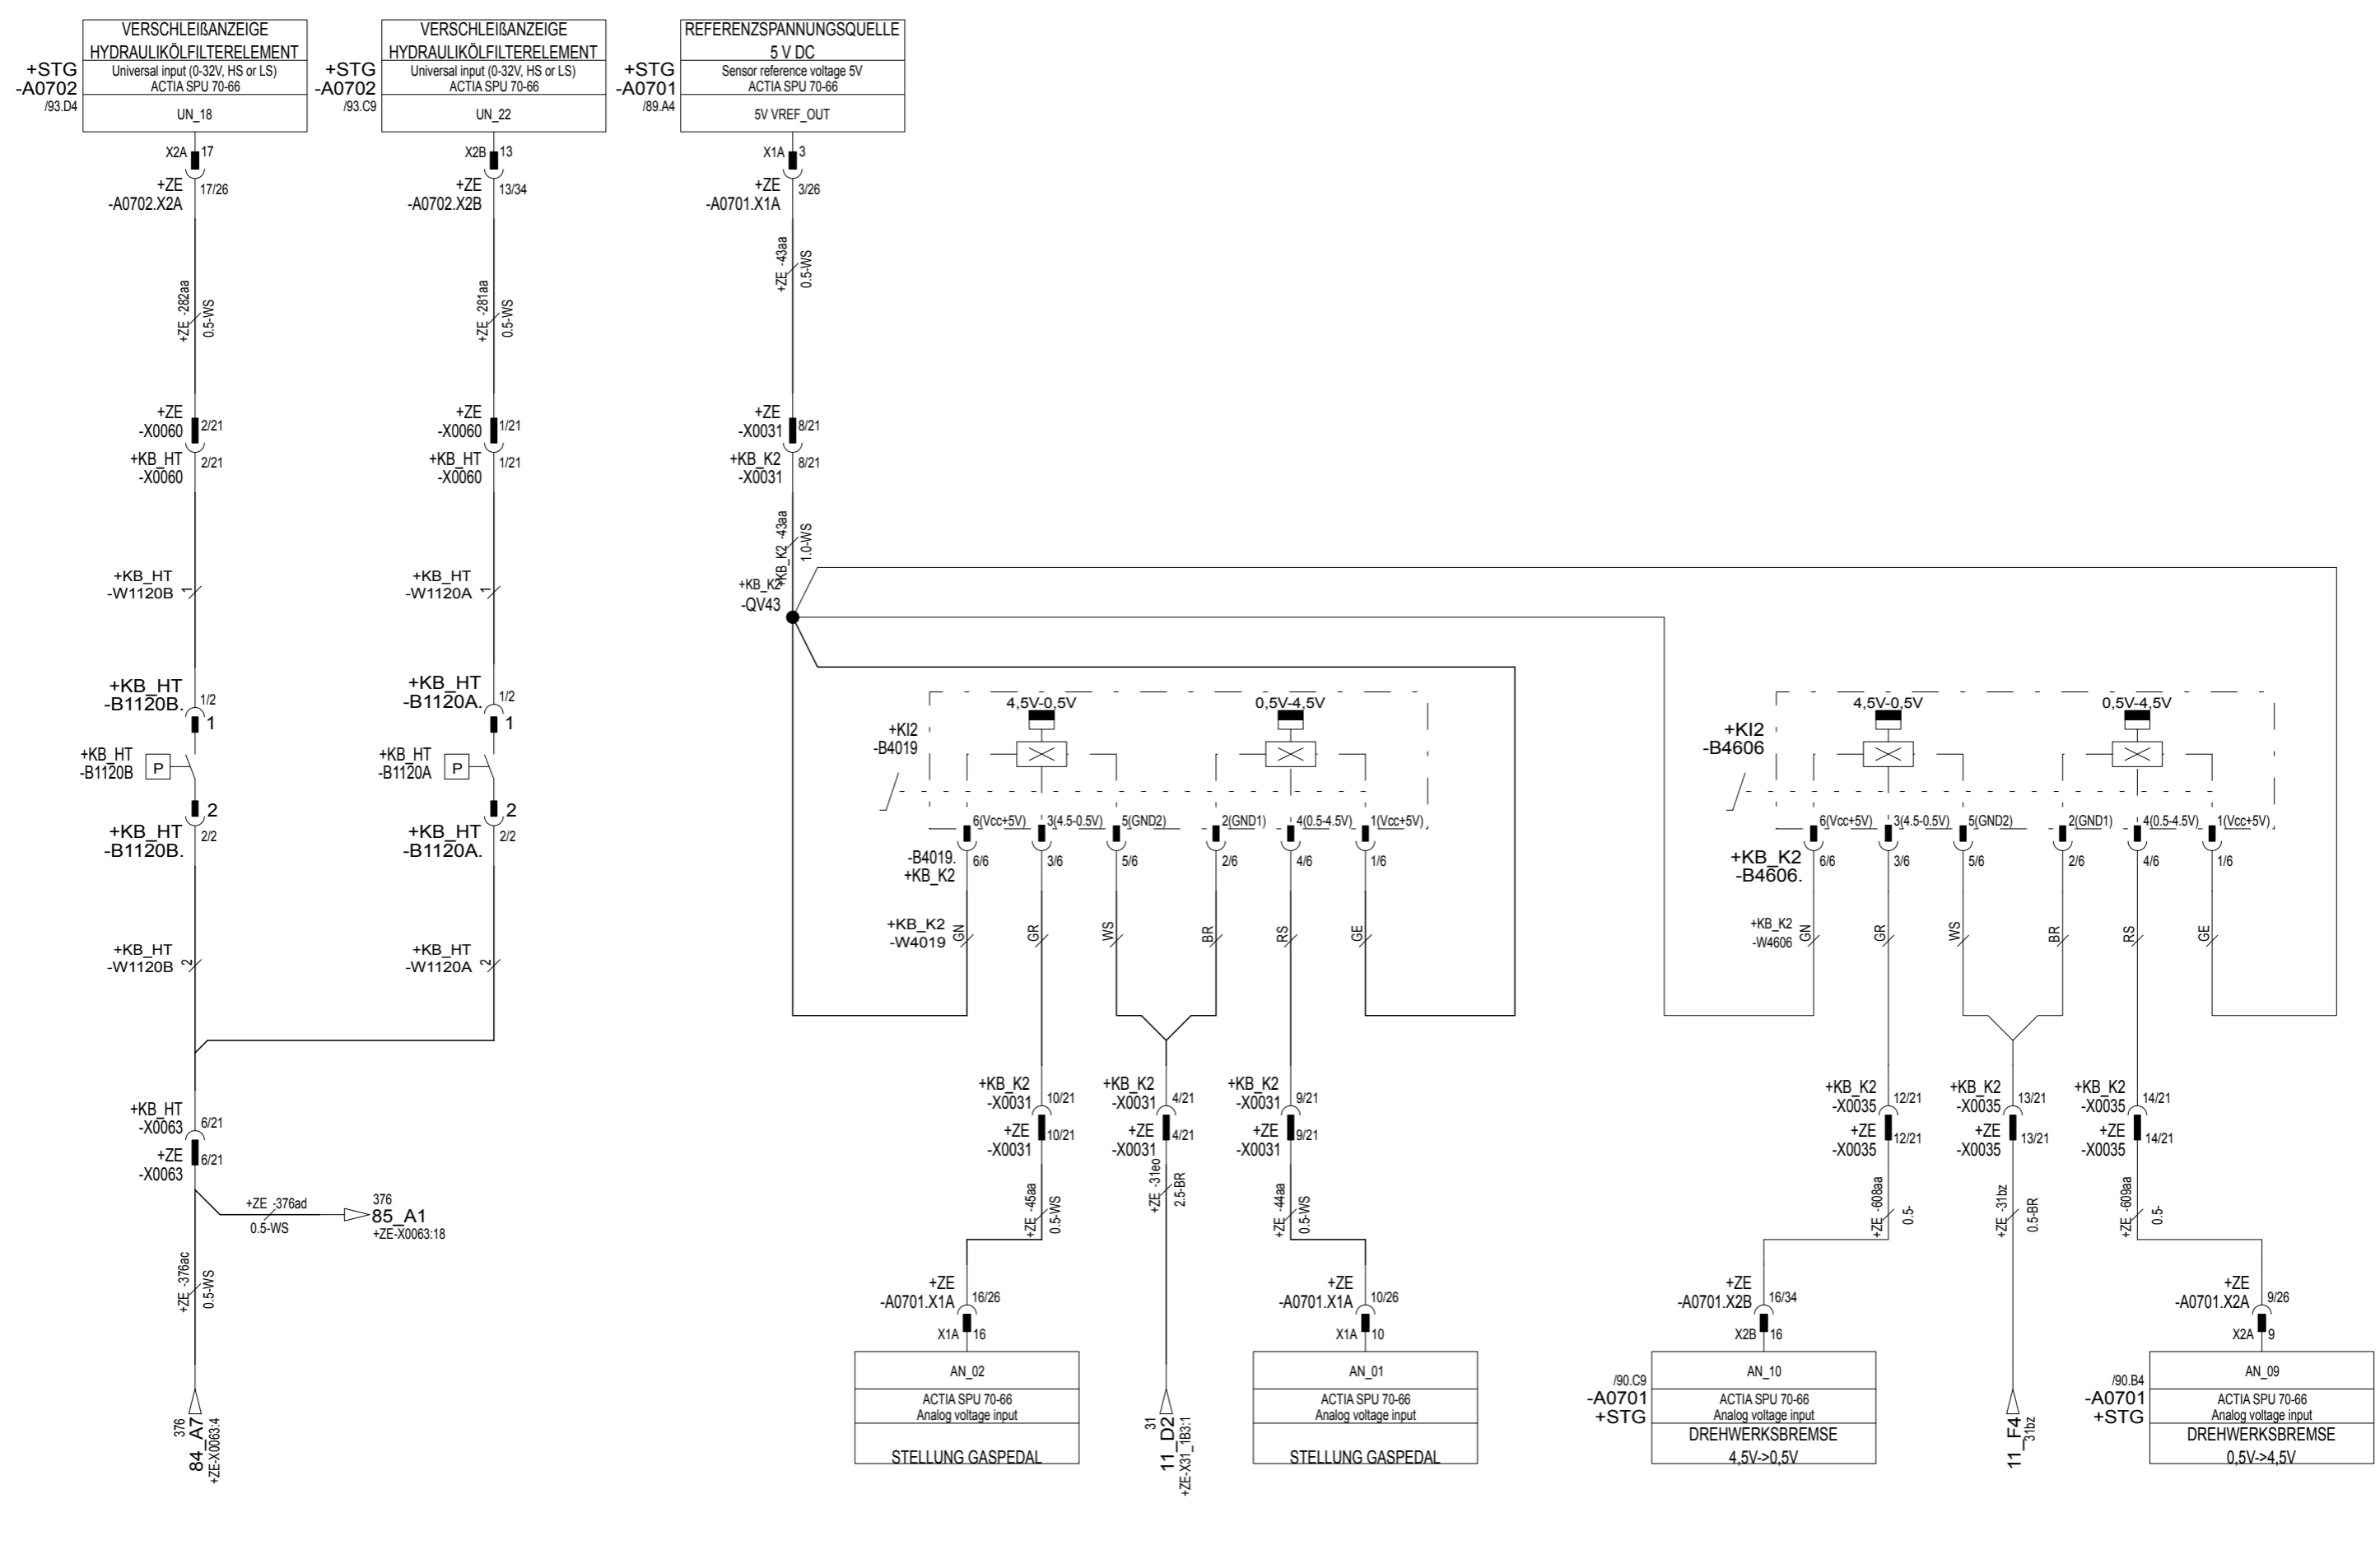 VERSCHLEIßANZEIGE
HYDRAULIKÖLFILTERELEMENT
Universal input (0-32V, HS or LS)
ACTIA SPU 70-66
UN_18
+STG
-A0702
/93.D4
VERSCHLEIßANZEIGE
HYDRAULIKÖLFILTERELEMENT
Universal input (0-32V, HS or LS)
ACTIA SPU 70-66
UN_22
+STG
-A0702
/93.C9
REFERENZSPANNUNGSQUELLE
5 V DC
Sensor reference voltage 5V
ACTIA SPU 70-66
5V VREF_OUT
+STG
-A0701
/89.A4
X2A 17
+ZE 17/26
-A0702.X2A
X2B 13
+ZE 13/34
-A0702.X2B
X1A 3
+ZE 3/26
-A0701.X1A
+ZE -282aa
0.5-WS
+ZE -281aa
0.5-WS
+ZE -43aa
0.5-WS
+ZE
-X0060 2/21
+KB_HT
-X0060 2/21
+ZE
-X0060 1/21
+KB_HT
-X0060 1/21
+ZE
-X0031 8/21
+KB_K2
-X0031 8/21
+KB_K2 -43aa
1.0-WS
+KB_K2
-QV43
+KB_HT
-W1120B 1
+KB_HT
-W1120A 1
+KB_HT
-B1120B. 1/2
1
+KB_HT
-B1120B P
2
+KB_HT
-B1120B. 2/2
+KB_HT
-B1120A. 1/2
1
+KB_HT
-B1120A P
2
+KB_HT
-B1120A. 2/2
+KB_HT
-W1120B 2
+KB_HT
-W1120A 2
+KB_HT
-X0063 6/21
+ZE
-X0063 6/21
+ZE -376ad
0.5-WS
376
85_A1
+ZE-X0063:18
+ZE -376ac
0.5-WS
376
84_A7
+ZE-X0063:4
4,5V-0,5V
0,5V-4,5V
+KI2
-B4019
6(Vcc+5V)
3(4.5-0.5V)
5(GND2)
2(GND1)
4(0.5-4.5V)
1(Vcc+5V)
-B4019.
+KB_K2
6/6
3/6
5/6
2/6
4/6
1/6
+KB_K2
-W4019
GN
GR
WS
BR
RS
GE
4,5V-0,5V
0,5V-4,5V
+KI2
-B4606
6(Vcc+5V)
3(4.5-0.5V)
5(GND2)
2(GND1)
4(0.5-4.5V)
1(Vcc+5V)
+KB_K2
-B4606.
6/6
3/6
5/6
2/6
4/6
1/6
+KB_K2
-W4606
GN
GR
WS
BR
RS
GE
+KB_K2
-X0031 10/21
+ZE 10/21
-X0031
+KB_K2
-X0031 4/21
+ZE 4/21
-X0031
+KB_K2
-X0031 9/21
+ZE 9/21
-X0031
+KB_K2
-X0035 12/21
+ZE 12/21
-X0035
+KB_K2
-X0035 13/21
+ZE 13/21
-X0035
+KB_K2
-X0035 14/21
+ZE 14/21
-X0035
+ZE -45aa
0.5-WS
+ZE -31eo
2.5-BR
+ZE -44aa
0.5-WS
+ZE -608aa
0.5-
+ZE -31bz
0.5-BR
+ZE -609aa
0.5-
+ZE
-A0701.X1A 16/26
X1A 16
AN_02
ACTIA SPU 70-66
Analog voltage input
STELLUNG GASPEDAL
31
11_D2
+ZE-X31_1B3:1
+ZE
-A0701.X1A 10/26
X1A 10
AN_01
ACTIA SPU 70-66
Analog voltage input
STELLUNG GASPEDAL
+ZE
-A0701.X2B 16/34
X2B 16
/90.C9
-A0701
+STG
AN_10
ACTIA SPU 70-66
Analog voltage input
DREHWERKSBREMSE
4,5V->0,5V
11_F4
31bz
+ZE
-A0701.X2A 9/26
X2A 9
/90.B4
-A0701
+STG
AN_09
ACTIA SPU 70-66
Analog voltage input
DREHWERKSBREMSE
0,5V->4,5V